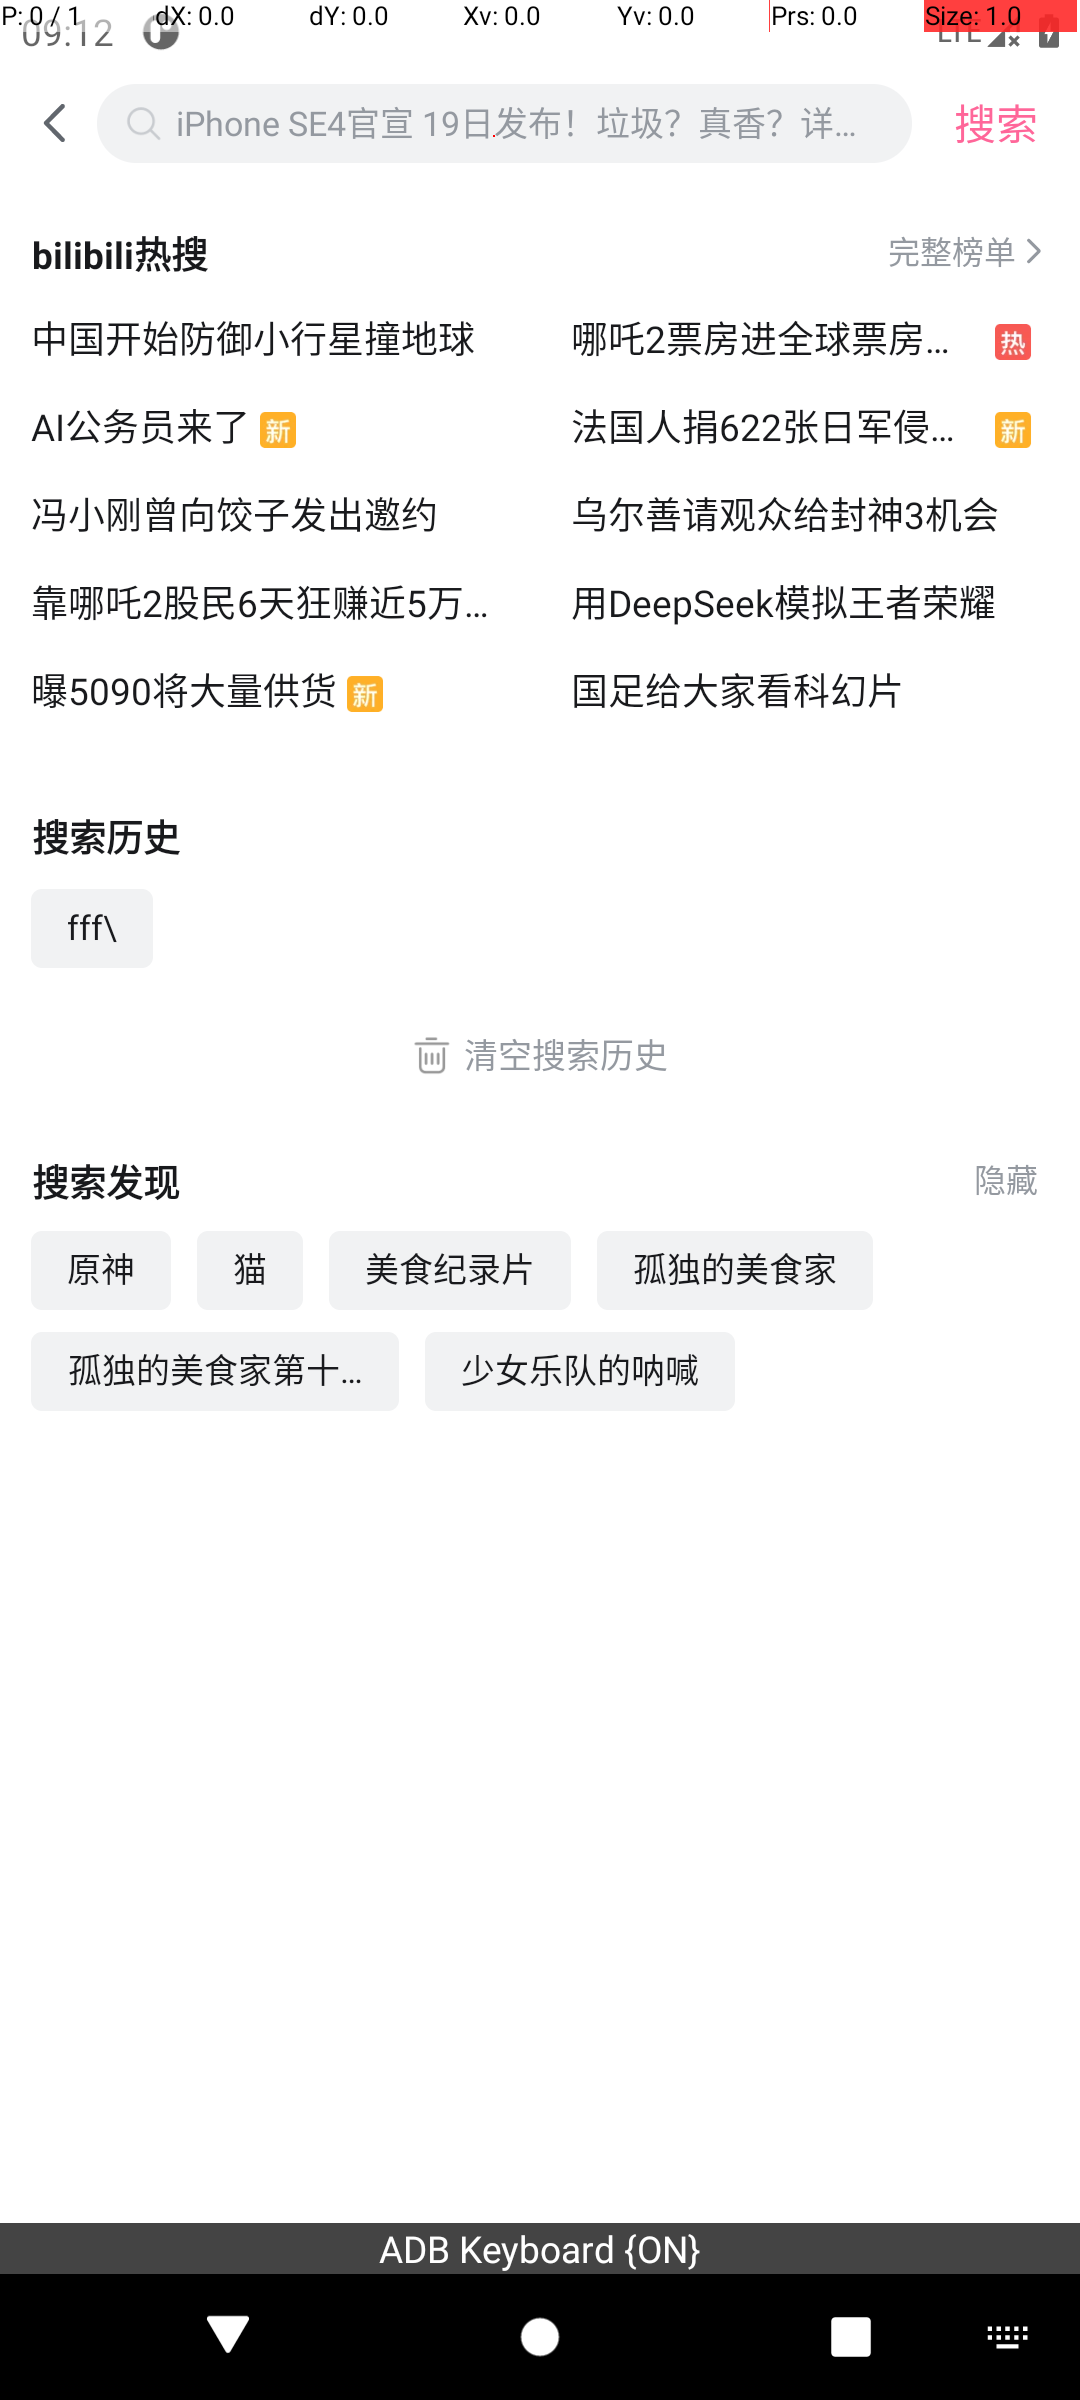 P: 0 / 1 dX: 0.0 dY: 0.0 Xv: 0.0 Yv: 0.0 Prs: 0.0 Size: 1.0
09:12 LTE
iPhone SE4官宣 19日发布！垃圾？真香？详... 搜索
bilibili热搜 完整榜单
中国开始防御小行星撞地球 哪吒2票房进全球票房... 热
AI公务员来了 新 法国人捐622张日军侵... 新
冯小刚曾向饺子发出邀约 乌尔善请观众给封神3机会
靠哪吒2股民6天狂赚近5万... 用DeepSeek模拟王者荣耀
曝5090将大量供货 新 国足给大家看科幻片
搜索历史
fff\
清空搜索历史
搜索发现 隐藏
原神 猫 美食纪录片 孤独的美食家
孤独的美食家第十... 少女乐队的呐喊
ADB Keyboard {ON}